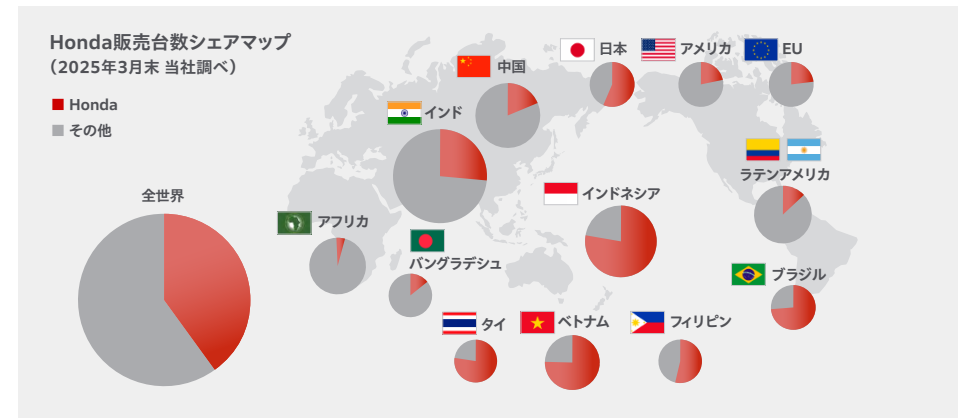 Honda販売台数シェアマップ
（2025年3月末 当社調べ）
Honda
その他
全世界
日本
アメリカ
EU
中国
インド
ラテンアメリカ
インドネシア
アフリカ
バングラデシュ
ブラジル
タイ
ベトナム
フィリピン